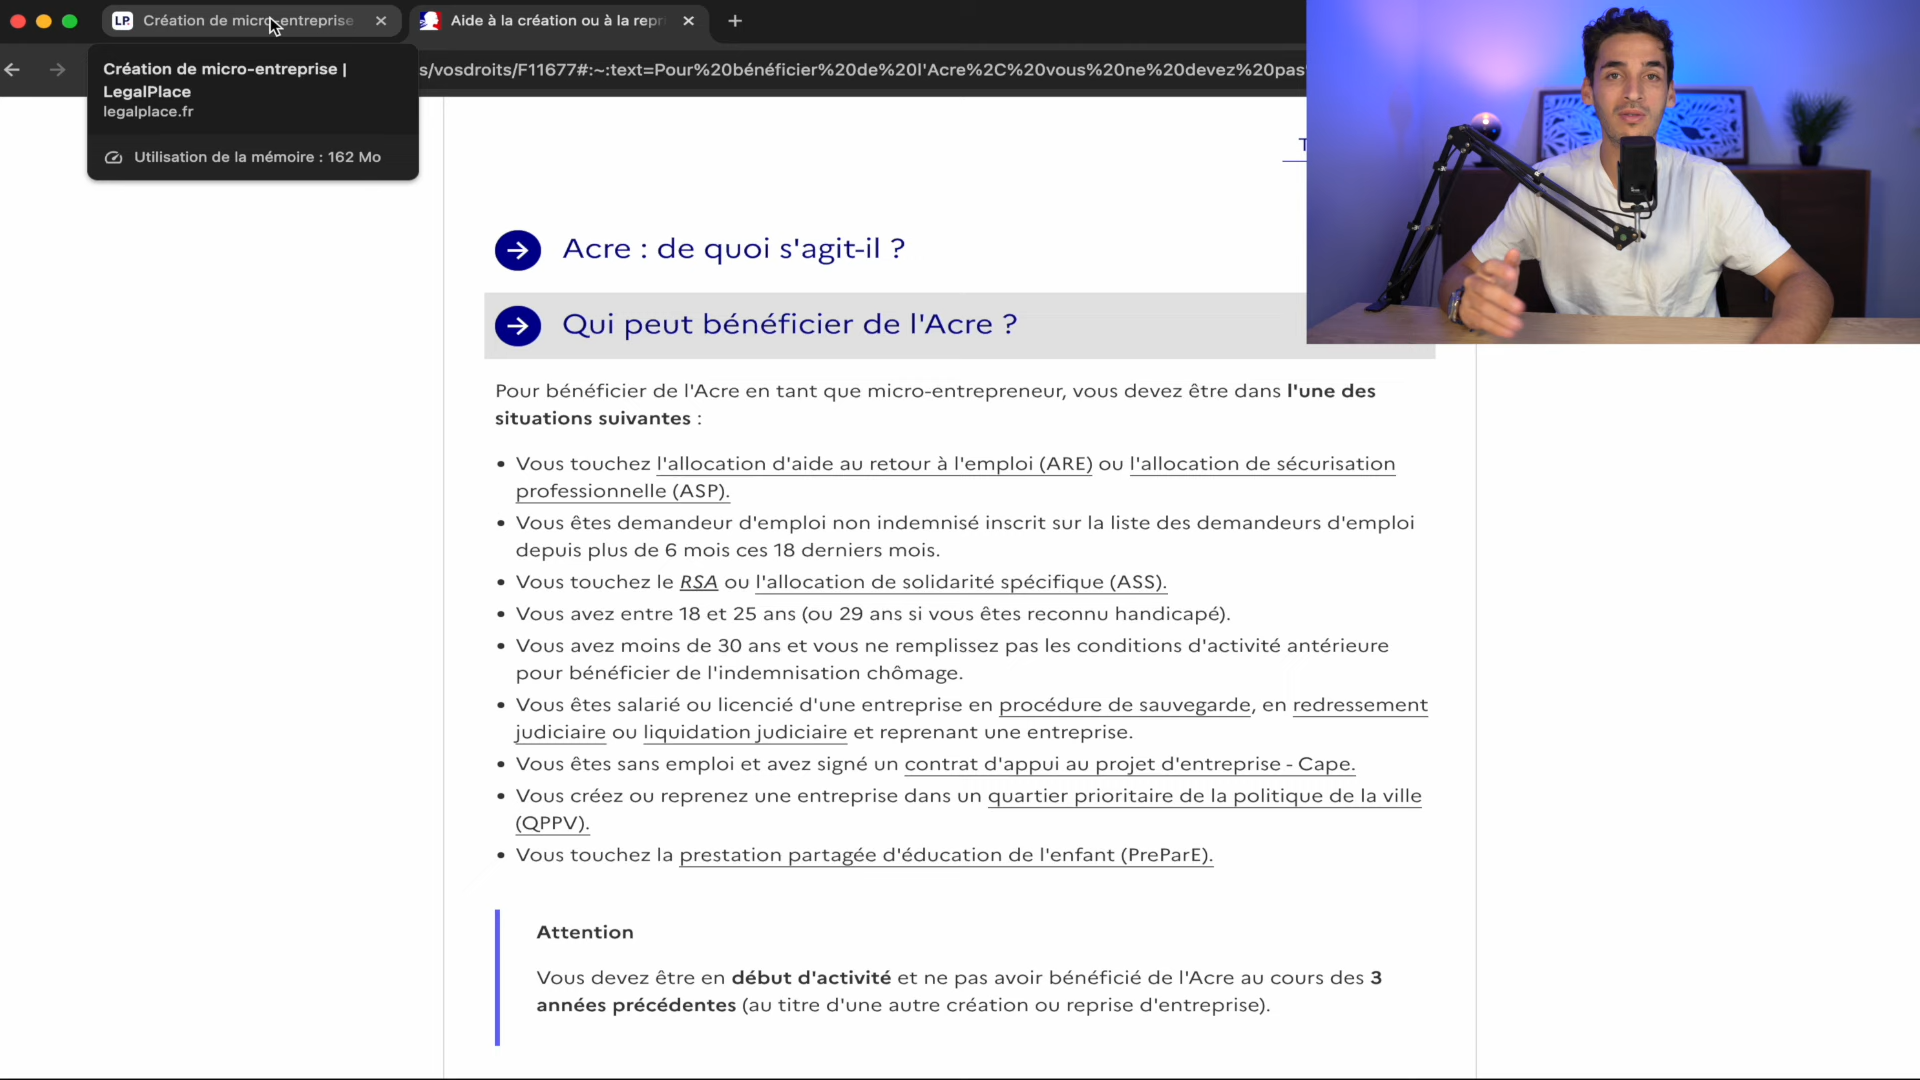 LP Création de micro-entreprise
Aide à la création ou à la repr
s/vosdroits/F11677#:~:text=Pour%20bénéficier%20de%20l'Acre%2C%20vous%20ne%20devez%20pas
Création de micro-entreprise |
LegalPlace
legalplace.fr
Utilisation de la mémoire : 162 Mo
T
Acre : de quoi s'agit-il ?
Qui peut bénéficier de l'Acre ?
Pour bénéficier de l'Acre en tant que micro-entrepreneur, vous devez être dans l'une des
situations suivantes :
• Vous touchez l'allocation d'aide au retour à l'emploi (ARE) ou l'allocation de sécurisation
professionnelle (ASP).
• Vous êtes demandeur d'emploi non indemnisé inscrit sur la liste des demandeurs d'emploi
depuis plus de 6 mois ces 18 derniers mois.
• Vous touchez le RSA ou l'allocation de solidarité spécifique (ASS).
• Vous avez entre 18 et 25 ans (ou 29 ans si vous êtes reconnu handicapé).
• Vous avez moins de 30 ans et vous ne remplissez pas les conditions d'activité antérieure
pour bénéficier de l'indemnisation chômage.
• Vous êtes salarié ou licencié d'une entreprise en procédure de sauvegarde, en redressement
judiciaire ou liquidation judiciaire et reprenant une entreprise.
• Vous êtes sans emploi et avez signé un contrat d'appui au projet d'entreprise - Cape.
• Vous créez ou reprenez une entreprise dans un quartier prioritaire de la politique de la ville
(QPPV).
• Vous touchez la prestation partagée d'éducation de l'enfant (PreParE).
Attention
Vous devez être en début d'activité et ne pas avoir bénéficié de l'Acre au cours des 3
années précédentes (au titre d'une autre création ou reprise d'entreprise).